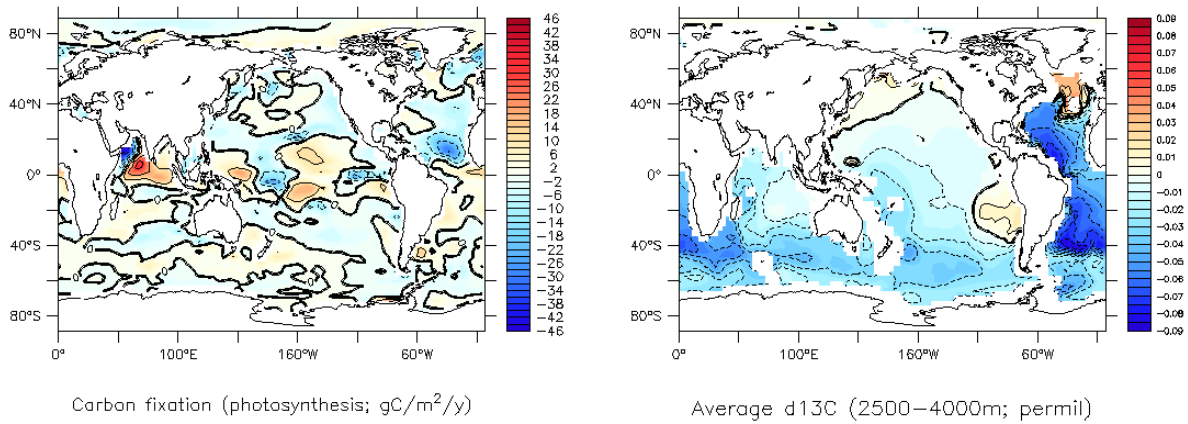 80°N
40°N
0°
40°S
80°S
0°
100°E
160°W
60°W
46
42
38
34
30
26
22
18
14
10
6
2
−2
−6
−10
−14
−18
−22
−26
−30
−34
−38
−42
−46
Carbon fixation (photosynthesis; gC/m²/y)
80°N
40°N
0°
40°S
80°S
0°
100°E
160°W
60°W
0.09
0.08
0.07
0.06
0.05
0.04
0.03
0.02
0.01
0
−0.01
−0.02
−0.03
−0.04
−0.05
−0.06
−0.07
−0.08
−0.09
Average d13C (2500−4000m; permil)